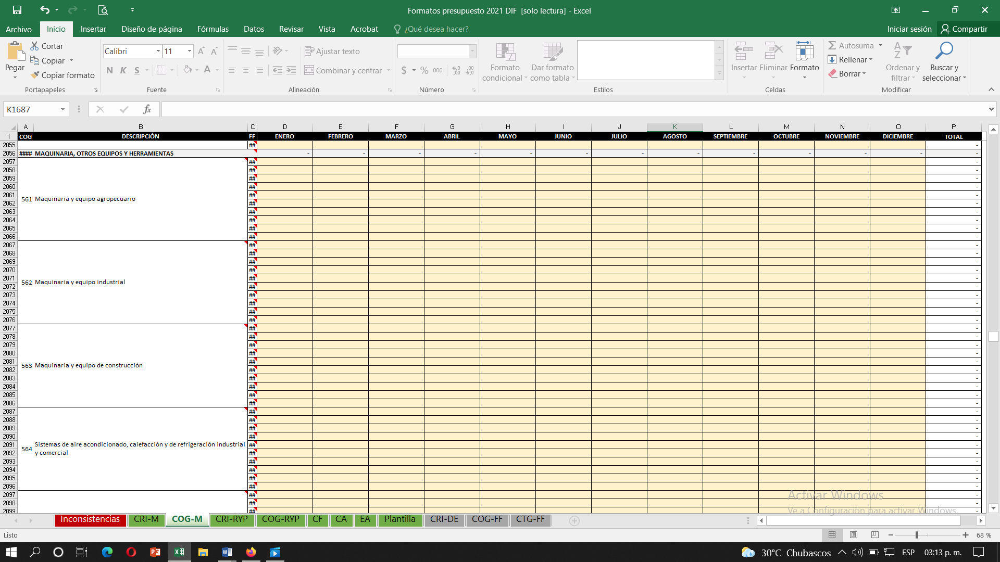 Formatos presupuesto 2021 DIF [solo lectura] - Excel
Archivo Inicio Insertar Diseño de página Fórmulas Datos Revisar Vista Acrobat ¿Qué desea hacer? Iniciar sesión Compartir
Pegar Cortar
Copiar
Copiar formato
Portapapeles
Calibri 11
N K S A
Fuente
Ajustar texto
Combinar y centrar
Alineación
$ % 000
Número
Formato condicional
Dar formato como tabla
Estilos
Insertar Eliminar Formato
Celdas
Autosuma
Rellenar
Borrar
Ordenar y filtrar
Buscar y seleccionar
Modificar
K1687 fx
A B C D E F G H I J K L M N O P
1 COG DESCRIPCIÓN FF ENERO FEBRERO MARZO ABRIL MAYO JUNIO JULIO AGOSTO SEPTIEMBRE OCTUBRE NOVIEMBRE DICIEMBRE TOTAL
2055 ## -
2056 #### MAQUINARIA, OTROS EQUIPOS Y HERRAMIENTAS - - - - - - - - - - - - -
2057 ## -
2058 ## -
2059 ## -
2060 ## -
2061 ## -
561 Maquinaria y equipo agropecuario
2062 ## -
2063 ## -
2064 ## -
2065 ## -
2066 ## -
2067 ## -
2068 ## -
2069 ## -
2070 ## -
2071 ## -
562 Maquinaria y equipo industrial
2072 ## -
2073 ## -
2074 ## -
2075 ## -
2076 ## -
2077 ## -
2078 ## -
2079 ## -
2080 ## -
2081 ## -
563 Maquinaria y equipo de construcción
2082 ## -
2083 ## -
2084 ## -
2085 ## -
2086 ## -
2087 ## -
2088 ## -
2089 ## -
2090 ## -
2091 ## -
564 Sistemas de aire acondicionado, calefacción y de refrigeración industrial
y comercial
2092 ## -
2093 ## -
2094 ## -
2095 ## -
2096 ## -
2097 ## -
2098 ## -
2099 ## -
Activar Windows
Ve a Configuración para activar Windows.
Inconsistencias CRI-M COG-M CRI-RYP COG-RYP CF CA EA Plantilla CRI-DE COG-FF CTG-FF
Listo 68 %
30°C Chubascos ESP 03:13 p. m.